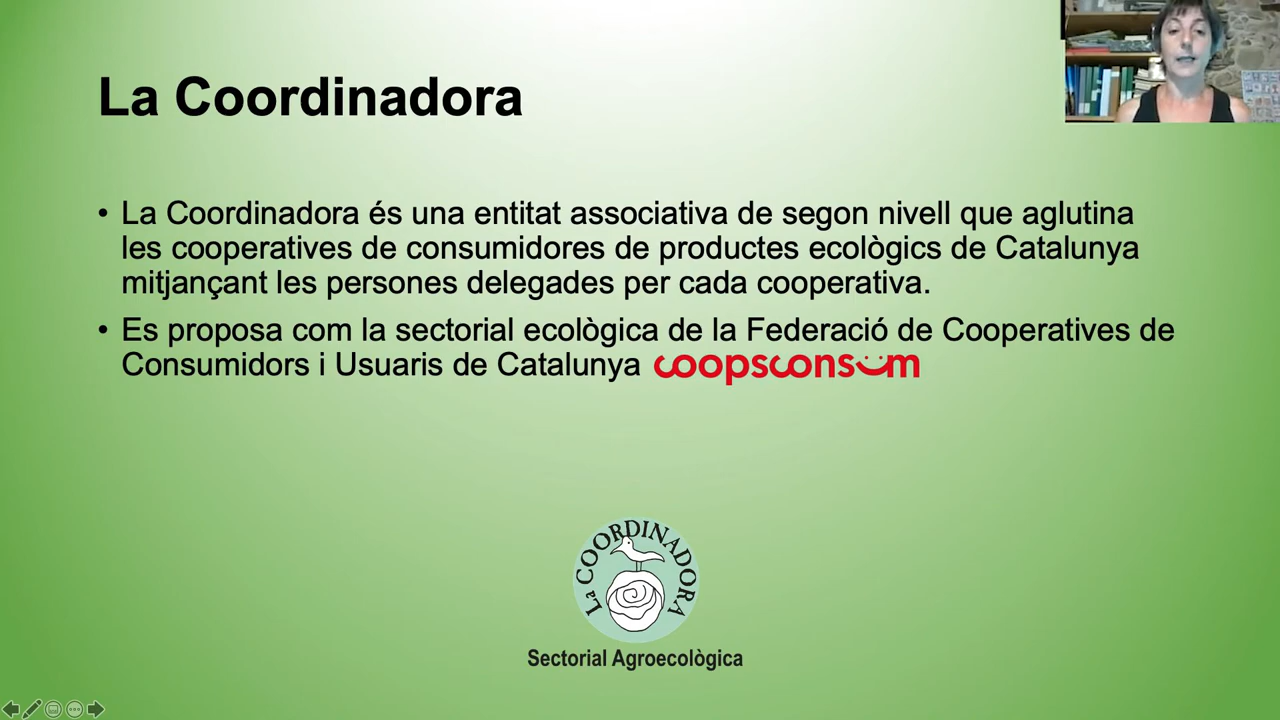 La Coordinadora
• La Coordinadora és una entitat associativa de segon nivell que aglutina
les cooperatives de consumidores de productes ecològics de Catalunya
mitjançant les persones delegades per cada cooperativa.
• Es proposa com la sectorial ecològica de la Federació de Cooperatives de
Consumidors i Usuaris de Catalunya coopsconsum
La COORDINADORA
Sectorial Agroecològica